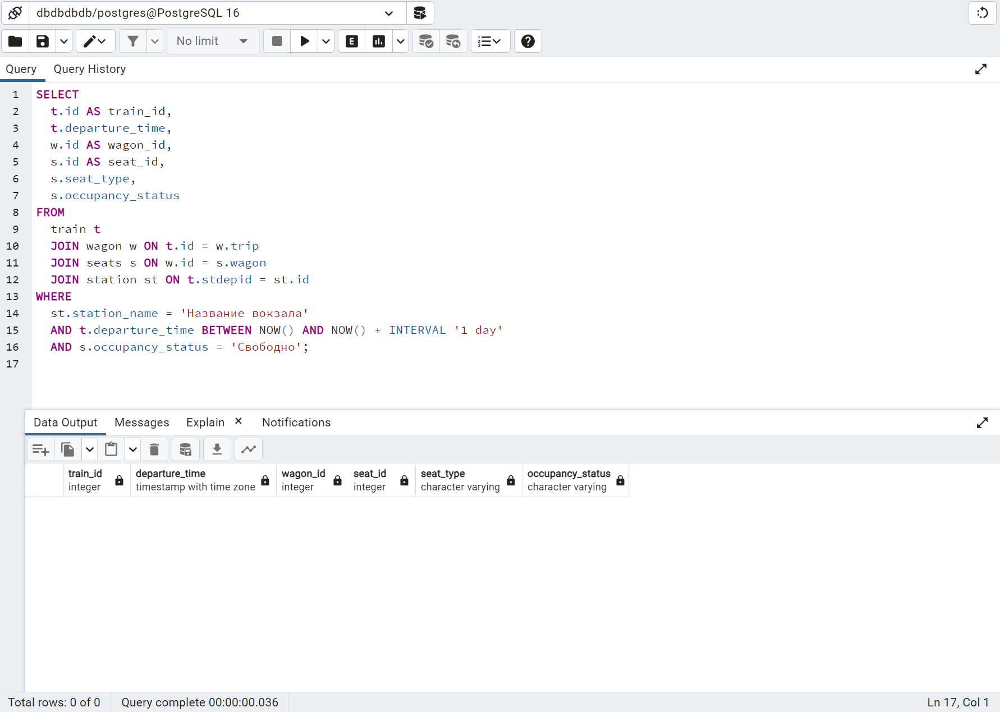 dbdbdbdb/postgres@PostgreSQL 16
No limit
E
Query Query History
1 SELECT
2 t.id AS train_id,
3 t.departure_time,
4 w.id AS wagon_id,
5 s.id AS seat_id,
6 s.seat_type,
7 s.occupancy_status
8 FROM
9 train t
10 JOIN wagon w ON t.id = w.trip
11 JOIN seats s ON w.id = s.wagon
12 JOIN station st ON t.stdepid = st.id
13 WHERE
14 st.station_name = 'Название вокзала'
15 AND t.departure_time BETWEEN NOW() AND NOW() + INTERVAL '1 day'
16 AND s.occupancy_status = 'Свободно';
17
Data Output Messages Explain × Notifications
train_id departure_time wagon_id seat_id seat_type occupancy_status
integer timestamp with time zone integer integer character varying character varying
Total rows: 0 of 0 Query complete 00:00:00.036 Ln 17, Col 1